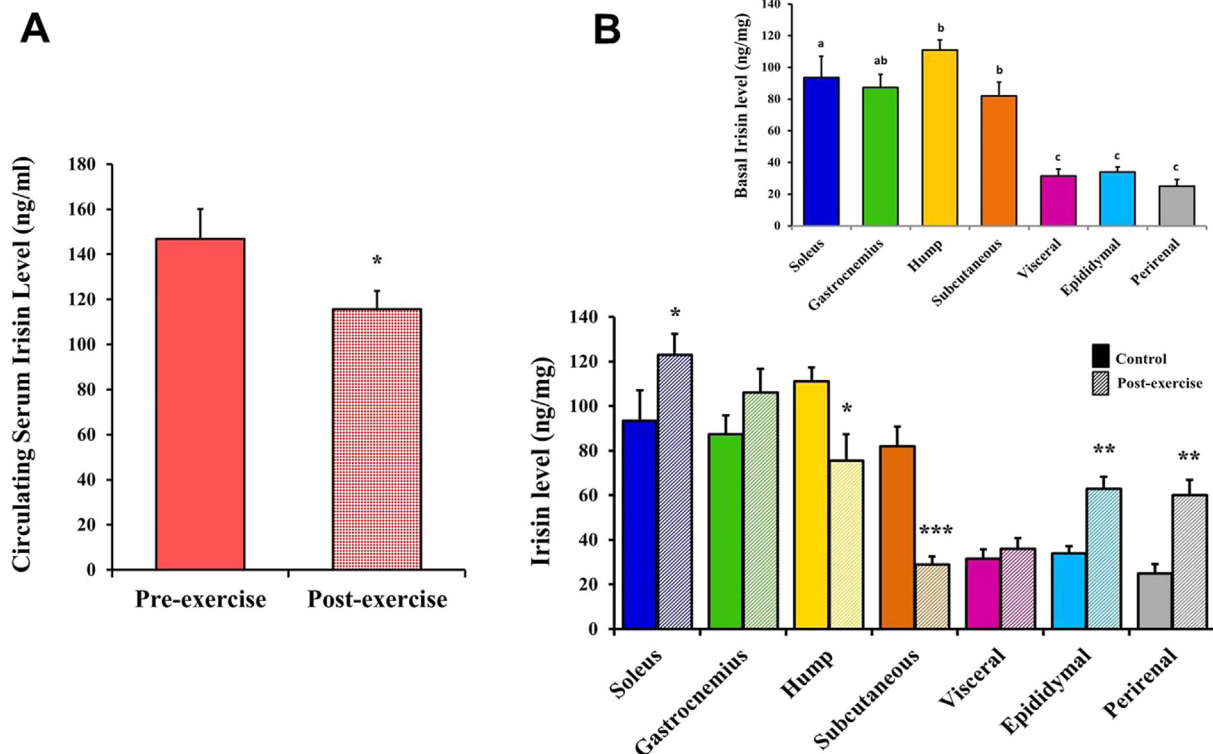 A
B
Circulating Serum Irisin Level (ng/ml)
180
160
140
120
100
80
60
40
20
0
*
Pre-exercise
Post-exercise
Basal Irisin level (ng/mg)
140
120
100
80
60
40
20
0
a
ab
b
b
c
c
c
Soleus
Gastrocnemius
Hump
Subcutaneous
Visceral
Epididymal
Perirenal
Irisin level (ng/mg)
140
120
100
80
60
40
20
0
*
*
***
**
**
Control
Post-exercise
Soleus
Gastrocnemius
Hump
Subcutaneous
Visceral
Epididymal
Perirenal